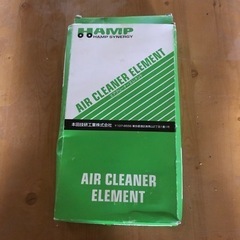 HAMP
HAMP SYNERGY
AIR CLEANER ELEMENT
本田技研工業株式会社
AIR CLEANER
ELEMENT